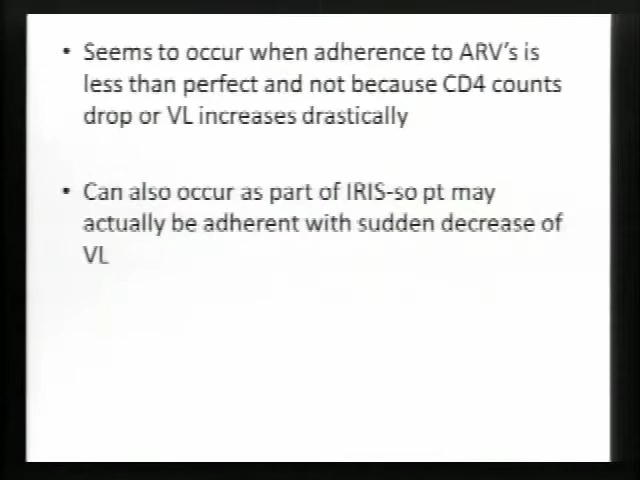 • Seems to occur when adherence to ARV's is
less than perfect and not because CD4 counts
drop or VL increases drastically
• Can also occur as part of IRIS-so pt may
actually be adherent with sudden decrease of
VL